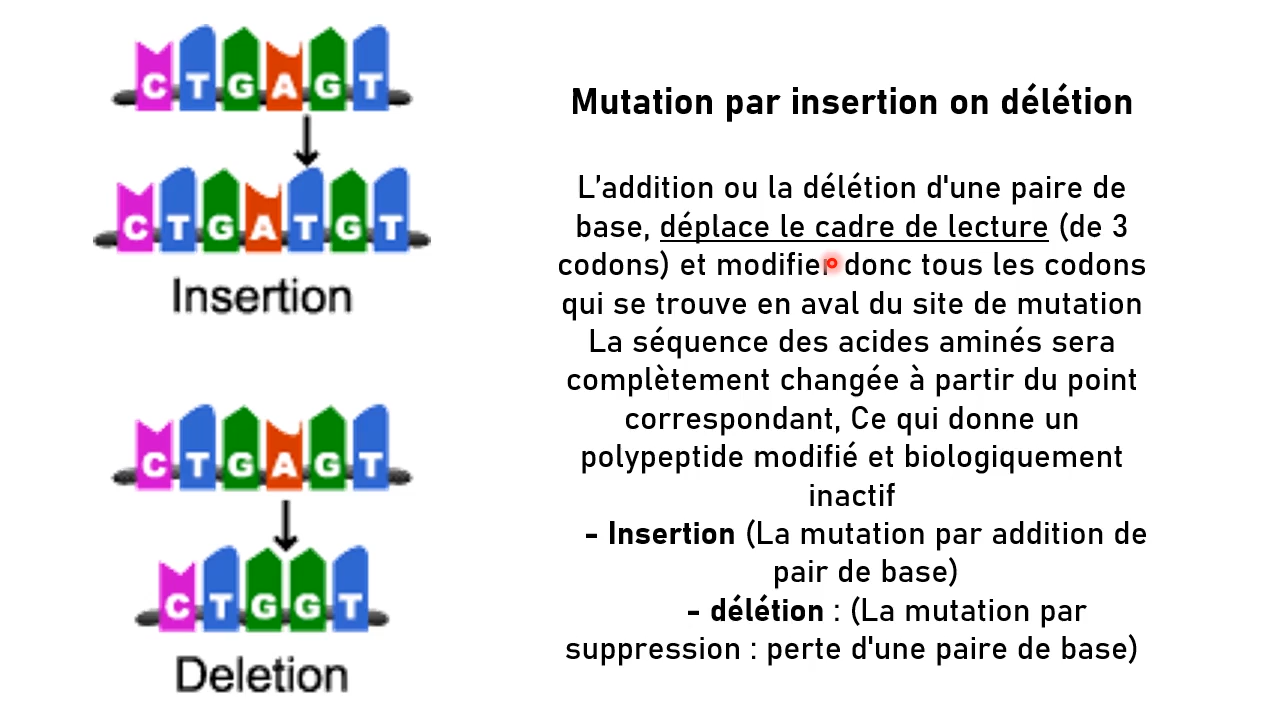 C T G A G T
C T G A T G T
Insertion
C T G A G T
C T G G T
Deletion
Mutation par insertion on délétion
L’addition ou la délétion d'une paire de
base, déplace le cadre de lecture (de 3
codons) et modifier donc tous les codons
qui se trouve en aval du site de mutation
La séquence des acides aminés sera
complètement changée à partir du point
correspondant, Ce qui donne un
polypeptide modifié et biologiquement
inactif
- Insertion (La mutation par addition de
pair de base)
- délétion : (La mutation par
suppression : perte d'une paire de base)